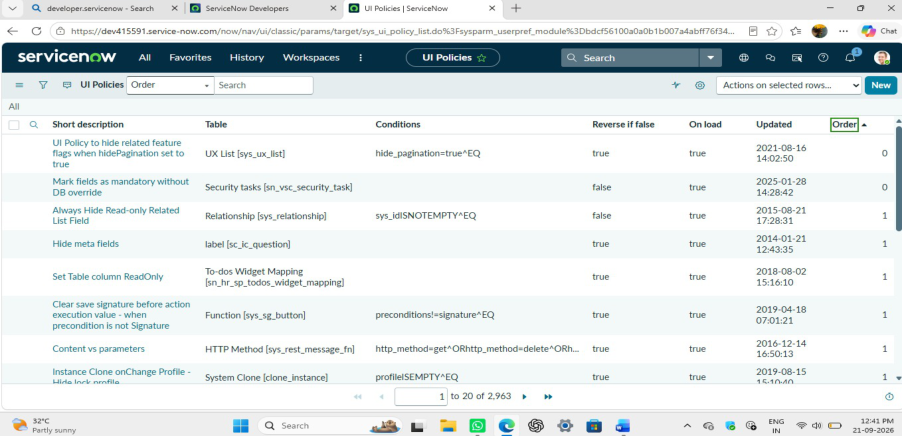 developer.servicenow - Search
ServiceNow Developers
UI Policies | ServiceNow
https://dev415591.service-now.com/now/nav/ui/classic/params/target/sys_ui_policy_list.do%3Fsysparm_userpref_module%3Dbdcf56100a0a0b1b007a4abff76f34...
Chat
servicenow
All Favorites History Workspaces
UI Policies
Search
1
UI Policies Order Search
Actions on selected rows...
New
All
Short description Table Conditions Reverse if false On load Updated Order
UI Policy to hide related feature
flags when hidePagination set to
true
UX List [sys_ux_list] hide_pagination=true^EQ true true
2021-08-16
14:02:50
0
Mark fields as mandatory without
DB override
Security tasks [sn_vsc_security_task] false true
2025-01-28
14:28:42
0
Always Hide Read-only Related
List Field
Relationship [sys_relationship] sys_idISNOTEMPTY^EQ false true
2015-08-21
17:28:31
1
Hide meta fields
label [sc_ic_question] true true
2014-01-21
12:43:35
1
Set Table column ReadOnly
To-dos Widget Mapping
[sn_hr_sp_todos_widget_mapping]
true true
2018-08-02
15:16:10
1
Clear save signature before action
execution value - when
precondition is not Signature
Function [sys_sg_button] preconditions!=signature^EQ true true
2019-04-18
07:01:21
1
Content vs parameters
HTTP Method [sys_rest_message_fn] http_method=get^ORhttp_method=delete^ORh... true true
2016-12-14
16:50:13
1
Instance Clone onChange Profile -
Hide lock profile
System Clone [clone_instance] profileISEMPTY^EQ true true
2019-08-15
15:10:40
1
1 to 20 of 2,963
32°C
Partly sunny
Search
ENG
IN
12:41 PM
21-09-2026